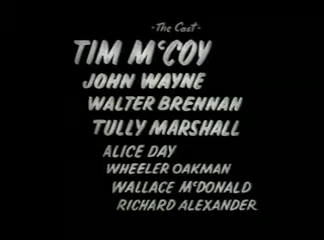 -The Cast-
TIM McCOY
JOHN WAYNE
WALTER BRENNAN
TULLY MARSHALL
ALICE DAY
WHEELER OAKMAN
WALLACE McDONALD
RICHARD ALEXANDER